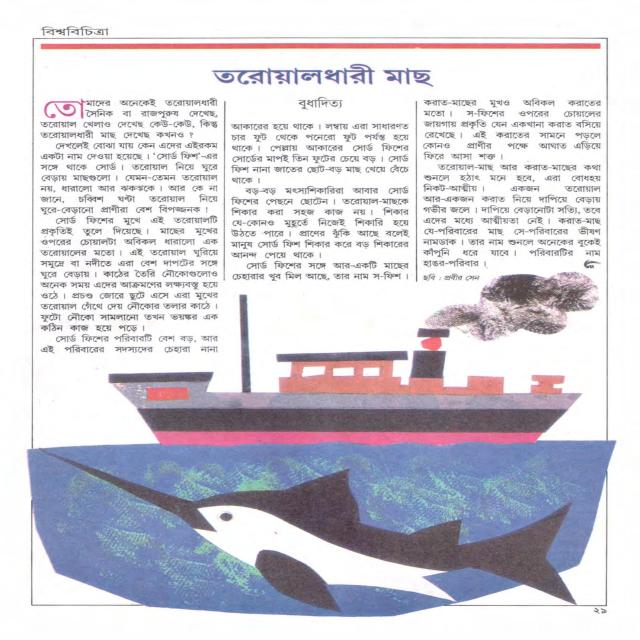 বিশ্ববিচিত্রা
তরোয়ালধারী মাছ
বুধাদিত্য
তোমাদের অনেকেই তরোয়ালধারী
সৈনিক বা রাজপুরুষ দেখেছ,
তরোয়াল খেলাও দেখেছ কেউ-কেউ, কিন্তু
তরোয়ালধারী মাছ দেখেছ কখনও ?
দেখলেই বোঝা যায় কেন এদের এইরকম
একটা নাম দেওয়া হয়েছে । ‘সোর্ড ফিশ’-এর
সঙ্গে থাকে সোর্ড । তরোয়াল নিয়ে ঘুরে
বেড়ায় মাছগুলো । যেমন-তেমন তরোয়াল
নয়, ধারালো আর ঝকঝকে । আর কে না
জানে, চব্বিশ ঘণ্টা তরোয়াল নিয়ে
ঘুরে-বেড়ানো প্রাণীরা বেশ বিপজ্জনক ।
সোর্ড ফিশের মুখে এই তরোয়ালটি
প্রকৃতিই তুলে দিয়েছে । মাছের মুখের
ওপরের চোয়ালটা অবিকল ধারালো এক
তরোয়ালের মতো । এই তরোয়াল ঘুরিয়ে
সমুদ্রে বা নদীতে এরা বেশ দাপটের সঙ্গে
ঘুরে বেড়ায় । কাঠের তৈরি নৌকোগুলোও
অনেক সময় এদের আক্রমণের লক্ষ্যবস্তু হয়ে
ওঠে । প্রচণ্ড জোরে ছুটে এসে এরা মুখের
তরোয়াল গেঁথে দেয় নৌকোর তলার কাঠে ।
ফুটো নৌকো সামলানো তখন ভয়ঙ্কর এক
কঠিন কাজ হয়ে পড়ে ।
সোর্ড ফিশের পরিবারটি বেশ বড়, আর
এই পরিবারের সদস্যদের চেহারা নানা
আকারের হয়ে থাকে । লম্বায় এরা সাধারণত
চার ফুট থেকে পনেরো ফুট পর্যন্ত হয়ে
থাকে । পেল্লায় আকারের সোর্ড ফিশের
সোর্ডের মাপই তিন ফুটের চেয়ে বড় । সোর্ড
ফিশ নানা জাতের ছোট-বড় মাছ খেয়ে বেঁচে
থাকে ।
বড়-বড় মৎস্যশিকারিরা আবার সোর্ড
ফিশের পেছনে ছোটেন । তরোয়াল-মাছকে
শিকার করা সহজ কাজ নয় । শিকার
যে-কোনও মুহূর্তে নিজেই শিকারি হয়ে
উঠতে পারে । প্রাণের ঝুঁকি আছে বলেই
মানুষ সোর্ড ফিশ শিকার করে বড় শিকারের
আনন্দ পেয়ে থাকে ।
সোর্ড ফিশের সঙ্গে আর-একটি মাছের
চেহারার খুব মিল আছে, তার নাম স-ফিশ ।
করাত-মাছের মুখও অবিকল করাতের
মতো । স-ফিশের ওপরের চোয়ালের
জায়গায় প্রকৃতি যেন একখানা করাত বসিয়ে
রেখেছে । এই করাতের সামনে পড়লে
কোনও প্রাণীর পক্ষে আঘাত এড়িয়ে
ফিরে আসা শক্ত ।
তরোয়াল-মাছ আর করাত-মাছের কথা
শুনলে হঠাৎ মনে হবে, এরা বোধহয়
নিকট-আত্মীয় । একজন তরোয়াল
আর-একজন করাত নিয়ে দাপিয়ে বেড়ায়
গভীর জলে । দাপিয়ে বেড়ানোটা সত্যি, তবে
এদের মধ্যে আত্মীয়তা নেই । করাত-মাছ
যে-পরিবারের মাছ সে-পরিবারের ভীষণ
নামডাক । তার নাম শুনলে অনেকের বুকেই
কাঁপুনি ধরে যাবে । পরিবারটির নাম
হাঙর-পরিবার ।
ছবি : প্রবীর সেন
২৯